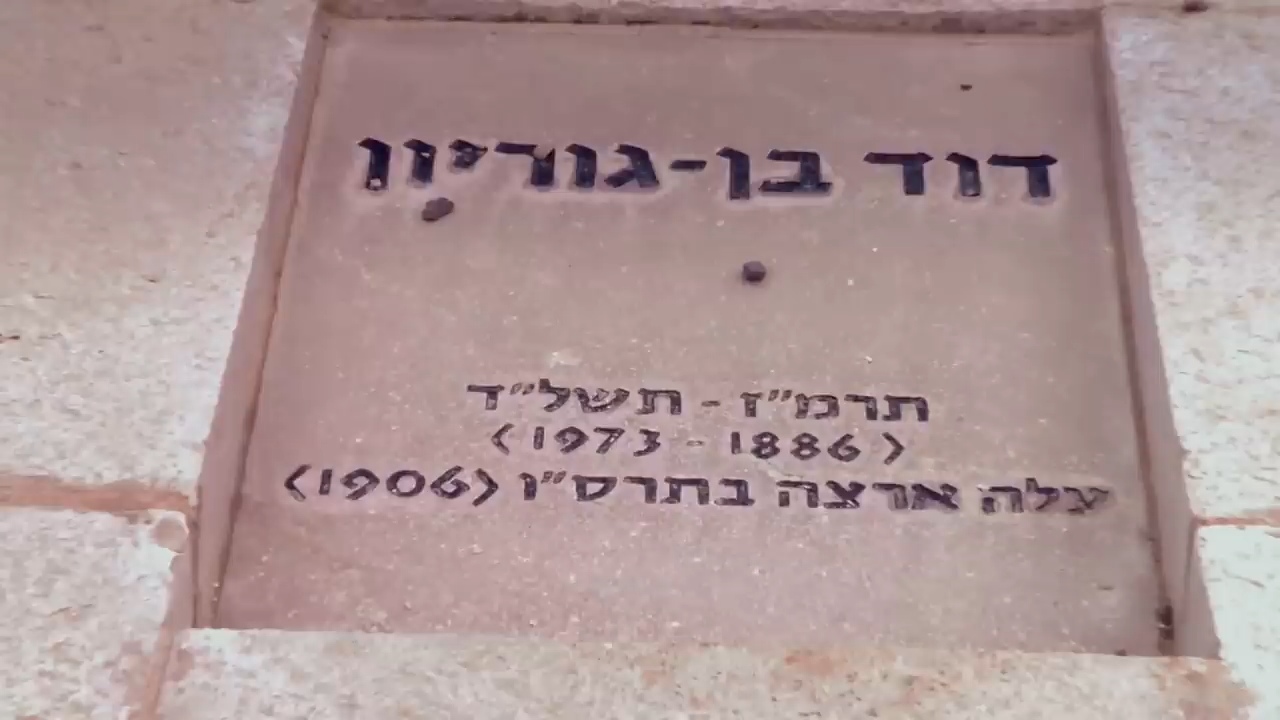 דוד בן-גוריון
תרמ"ז - תשל"ד
(1886 - 1973)
עלה ארצה בתרס"ו (1906)